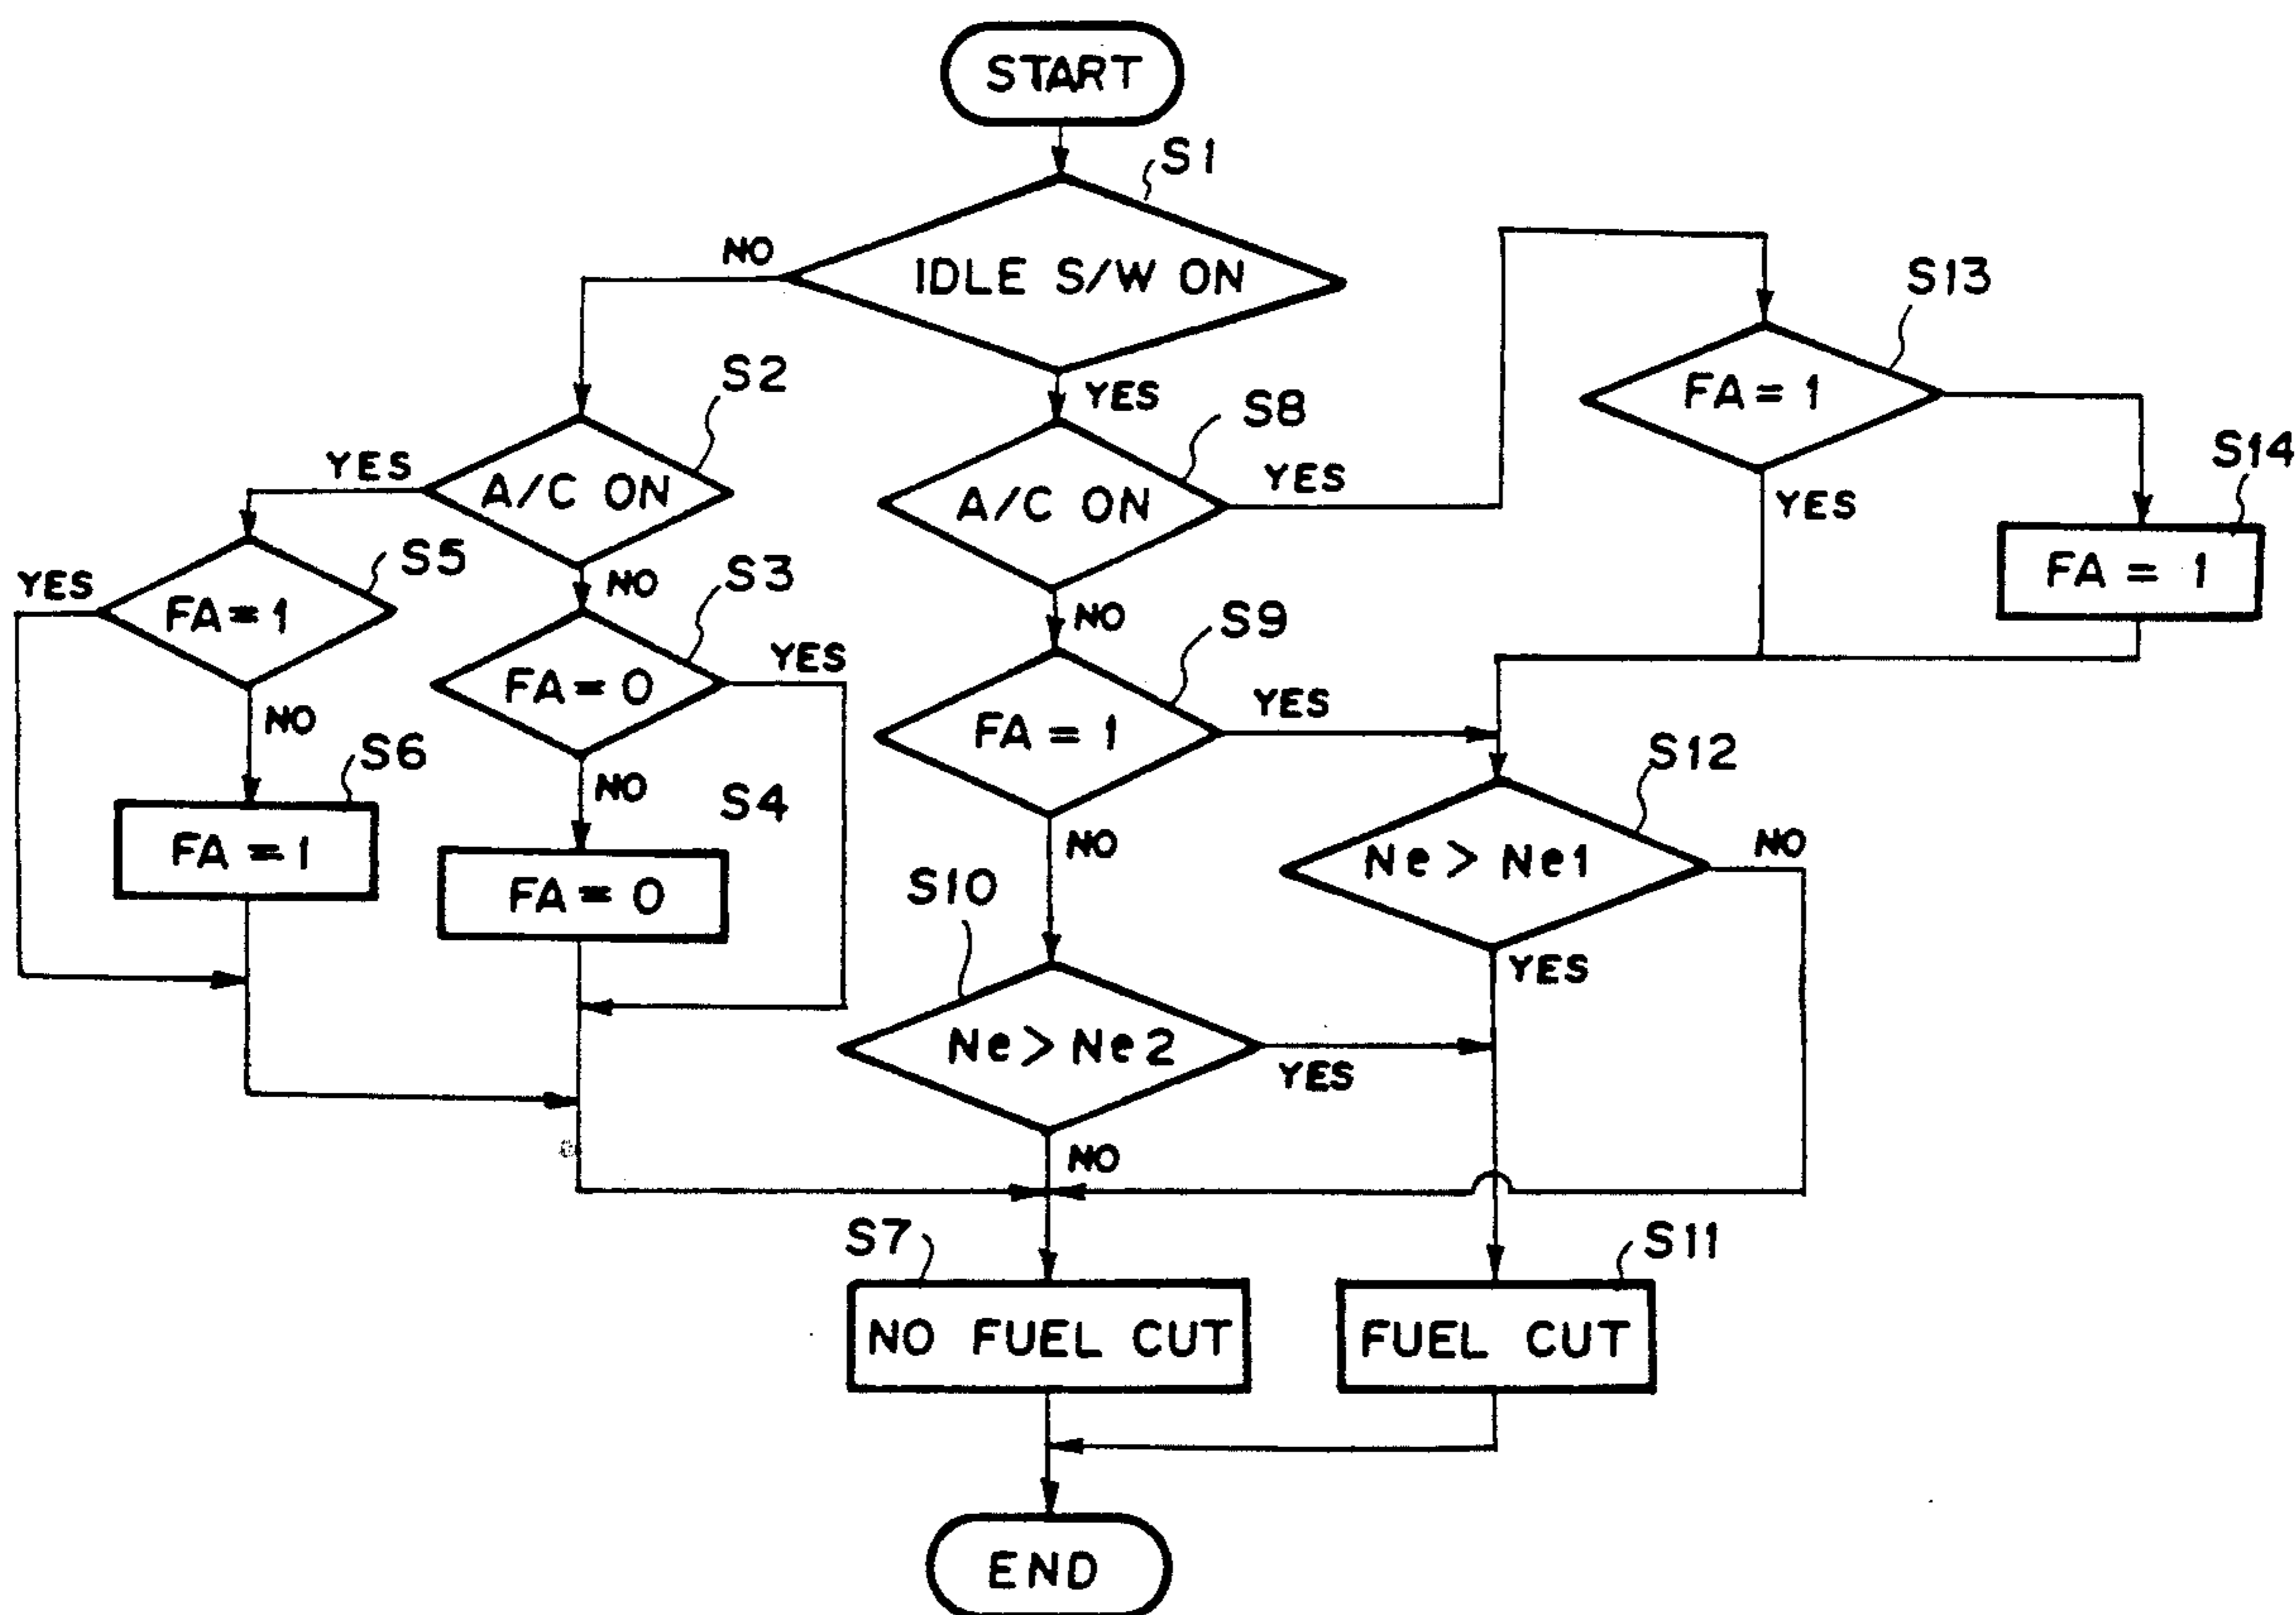 START
S1
IDLE S/W ON
NO
YES
S2
A/C ON
YES
NO
S5
FA = 1
YES
NO
S6
FA = 1
S3
FA = 0
YES
NO
S4
FA = 0
S8
A/C ON
YES
NO
S13
FA = 1
YES
S14
FA = 1
S9
FA = 1
YES
NO
S12
Ne > Ne1
NO
YES
S10
Ne > Ne2
YES
NO
S7
NO FUEL CUT
S11
FUEL CUT
END